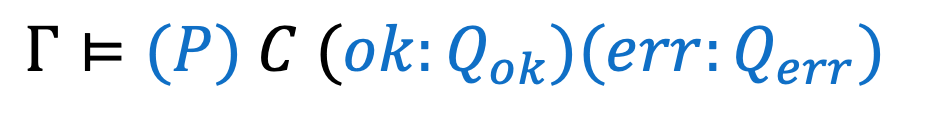 Γ ⊨ (P) C (ok: Q_ok)(err: Q_err)